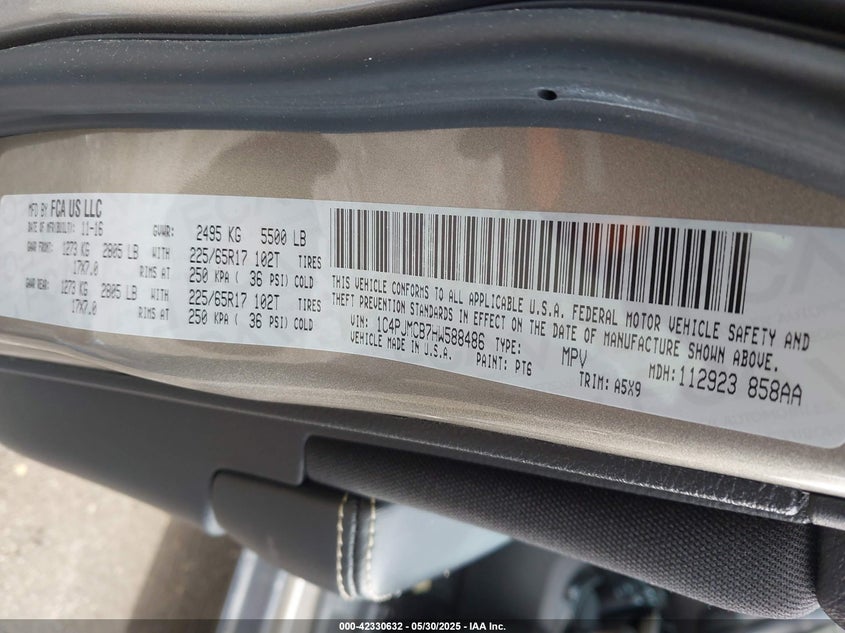 MFD BY FCA US LLC
DATE OF MFR(BUILT): 11-16 GVWR: 2495 KG 5500 LB
GAWR FRONT: 1273 KG 2805 LB WITH 225/65R17 102T TIRES
17X7.0 RIMS AT 250 KPA ( 36 PSI) COLD
GAWR REAR: 1273 KG 2805 LB WITH 225/65R17 102T TIRES
17X7.0 RIMS AT 250 KPA ( 36 PSI) COLD
THIS VEHICLE CONFORMS TO ALL APPLICABLE U.S.A. FEDERAL MOTOR VEHICLE SAFETY AND
THEFT PREVENTION STANDARDS IN EFFECT ON THE DATE OF MANUFACTURE SHOWN ABOVE.
VIN: 1C4PJMCB7HW588486 TYPE: MPV MDH:112923 858AA
VEHICLE MADE IN U.S.A. PAINT: PTG TRIM: A5X9
000-42330632 - 05/30/2025 - IAA Inc.